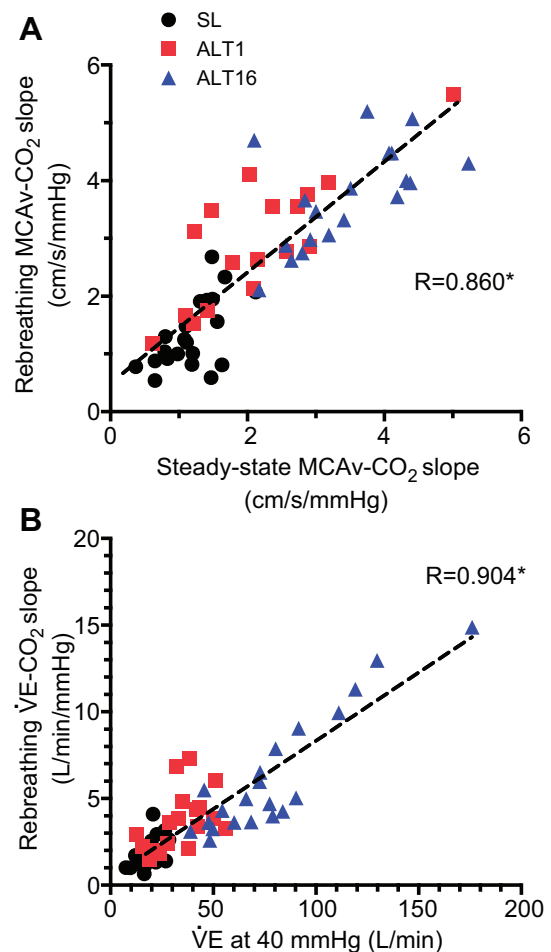 A
SL
ALT1
ALT16
Rebreathing MCAv-CO2 slope
(cm/s/mmHg)
6
4
2
0
R=0.860*
0 2 4 6
Steady-state MCAv-CO2 slope
(cm/s/mmHg)
B
Rebreathing V̇E-CO2 slope
(L/min/mmHg)
20
15
10
5
0
R=0.904*
0 50 100 150 200
V̇E at 40 mmHg (L/min)